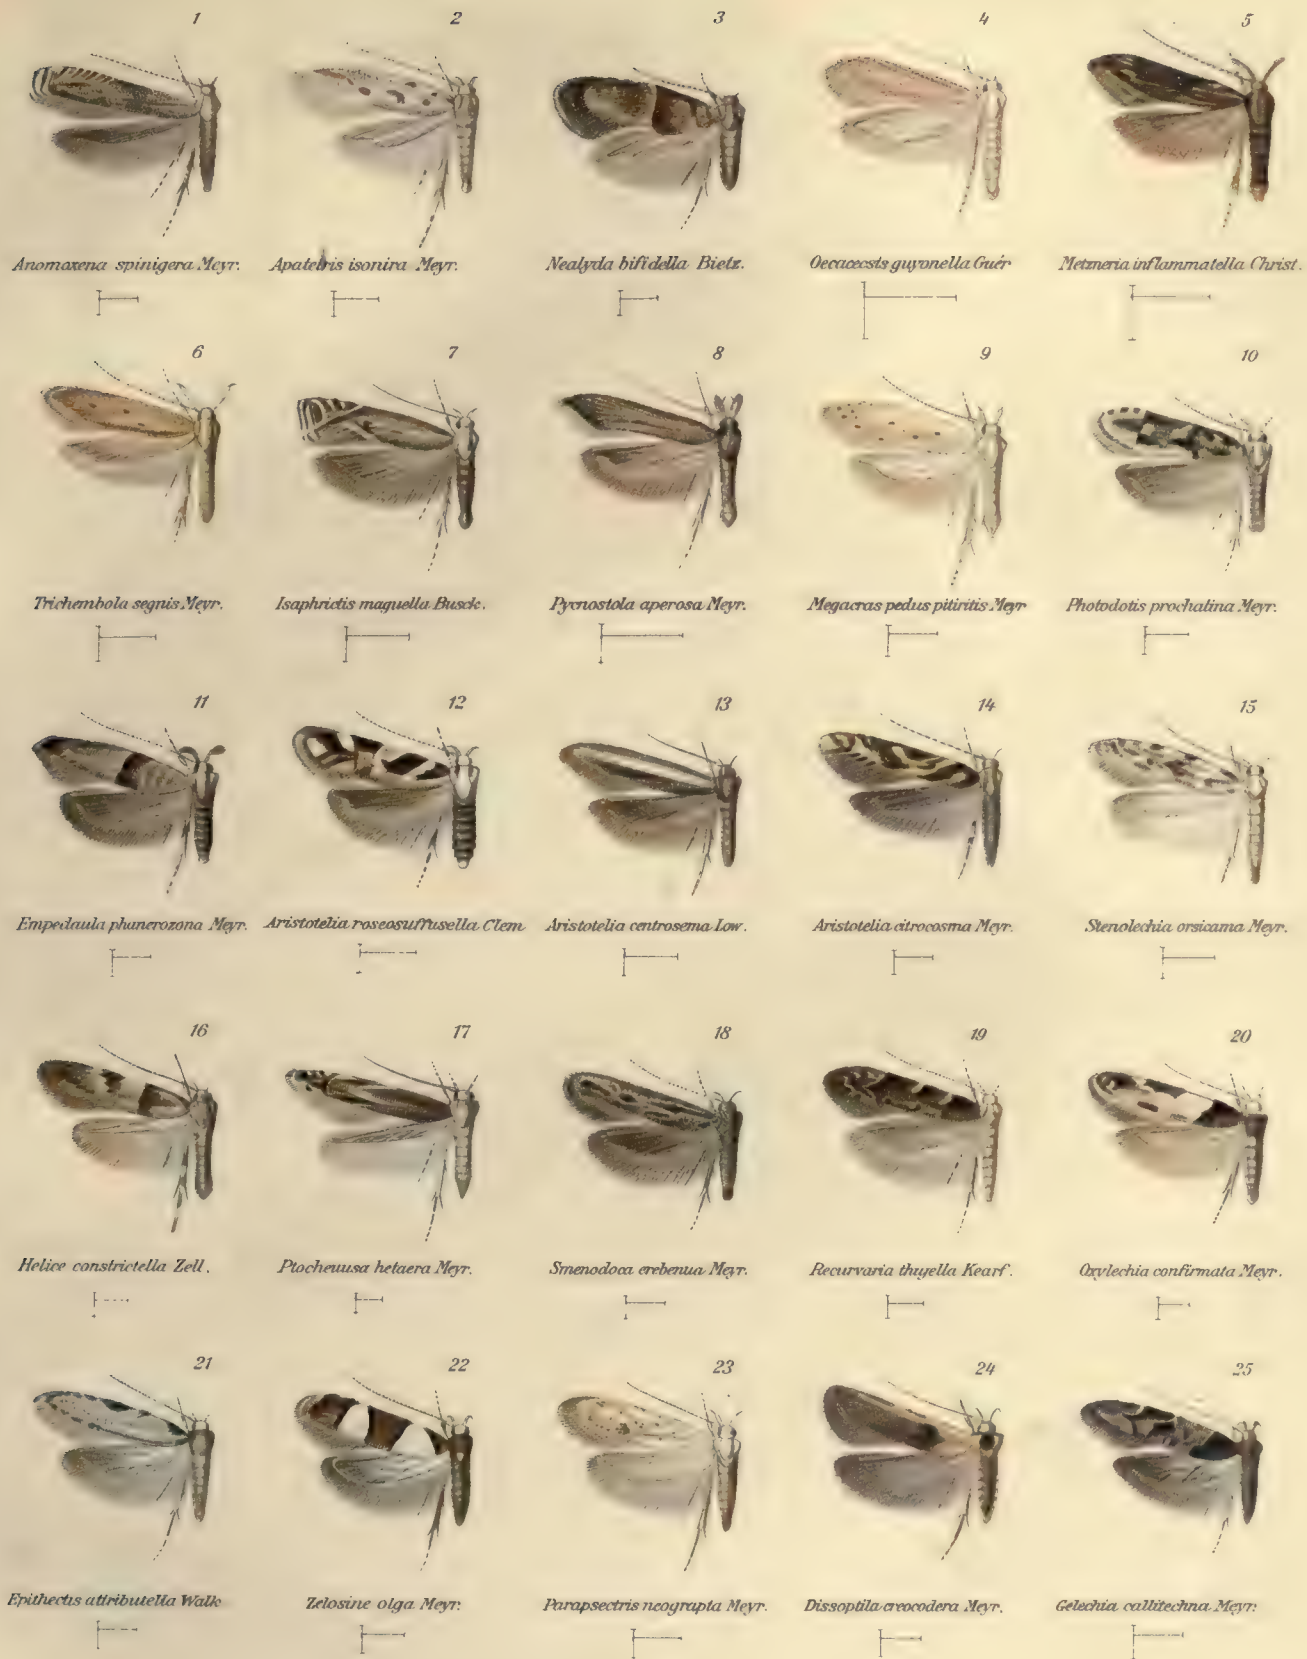 1 2 3 4 5
Anomoxena spinigera Meyr. Apatetris isonira Meyr. Nealyda bifidella Bietz. Oecacecsts guyonella Guér Metzneria inflammatella Christ.
6 7 8 9 10
Trichembola segnis Meyr. Isaphrictis maguella Busck. Pycnostola aperosa Meyr. Megacras pedus pitiritis Meyr Photodotis prochalina Meyr.
11 12 13 14 15
Empedaula phanerozona Meyr. Aristotelia roseosuffusella Clem Aristotelia centrosema Low. Aristotelia citrocosma Meyr. Stenolechia orsicama Meyr.
16 17 18 19 20
Helice constrictella Zell. Ptocheuusa hetaera Meyr. Smenodoca erebenua Meyr. Recurvaria thuyella Kearf. Oxylechia confirmata Meyr.
21 22 23 24 25
Epithectis attributella Walk Zelosine olga Meyr. Parapsectris neograpta Meyr. Dissoptila creocodera Meyr. Gelechia callitechna Meyr.